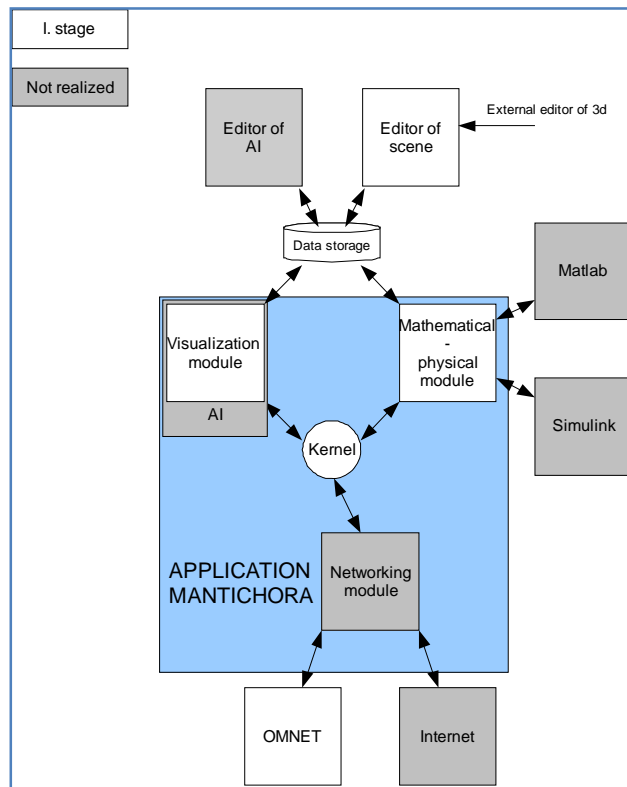 I. stage
Not realized
Editor of
AI
Editor of
scene
External editor of 3d
Data storage
Matlab
Visualization
module
AI
Mathematical
-
physical module
Simulink
Kernel
APPLICATION
MANTICHORA
Networking
module
OMNET
Internet